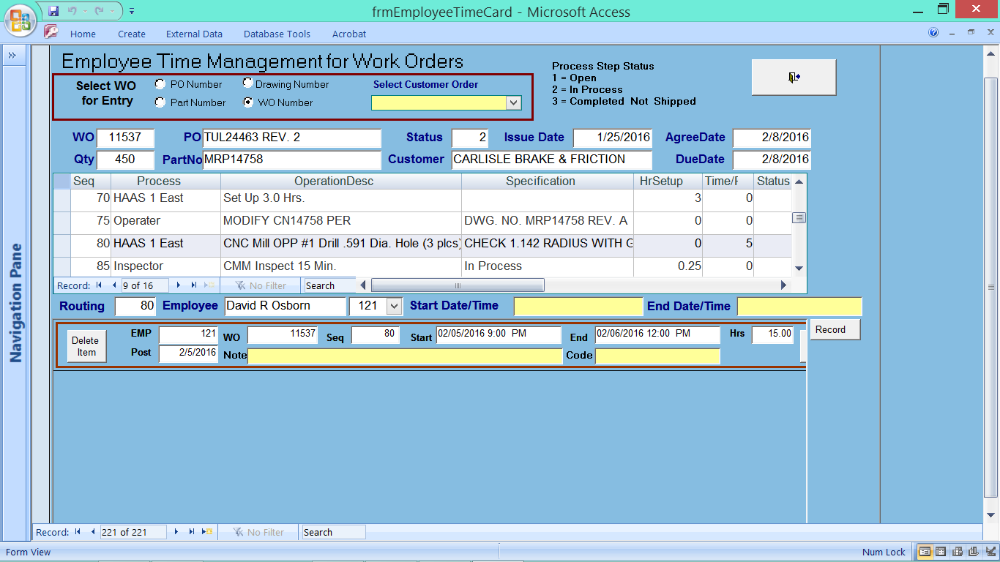 frmEmployeeTimeCard - Microsoft Access
Home Create External Data Database Tools Acrobat
Employee Time Management for Work Orders
Select WO for Entry
PO Number Drawing Number
Part Number WO Number
Select Customer Order
Process Step Status
1 = Open
2 = In Process
3 = Completed Not Shipped
WO 11537 PO TUL24463 REV. 2 Status 2 Issue Date 1/25/2016 AgreeDate 2/8/2016
Qty 450 PartNo MRP14758 Customer CARLISLE BRAKE & FRICTION DueDate 2/8/2016
Seq Process OperationDesc Specification HrSetup Time/F Status
70 HAAS 1 East Set Up 3.0 Hrs. 3 0
75 Operater MODIFY CN14758 PER DWG. NO. MRP14758 REV. A 0 0
80 HAAS 1 East CNC Mill OPP #1 Drill .591 Dia. Hole (3 plcs) CHECK 1.142 RADIUS WITH G 0 5
85 Inspector CMM Inspect 15 Min. In Process 0.25 0
Record: 9 of 16 No Filter Search
Routing 80 Employee David R Osborn 121 Start Date/Time End Date/Time
Delete Item
EMP 121 WO 11537 Seq 80 Start 02/05/2016 9:00 PM End 02/06/2016 12:00 PM Hrs 15.00 Record
Post 2/5/2016 Note Code
Navigation Pane
Record: 221 of 221 No Filter Search
Form View Num Lock